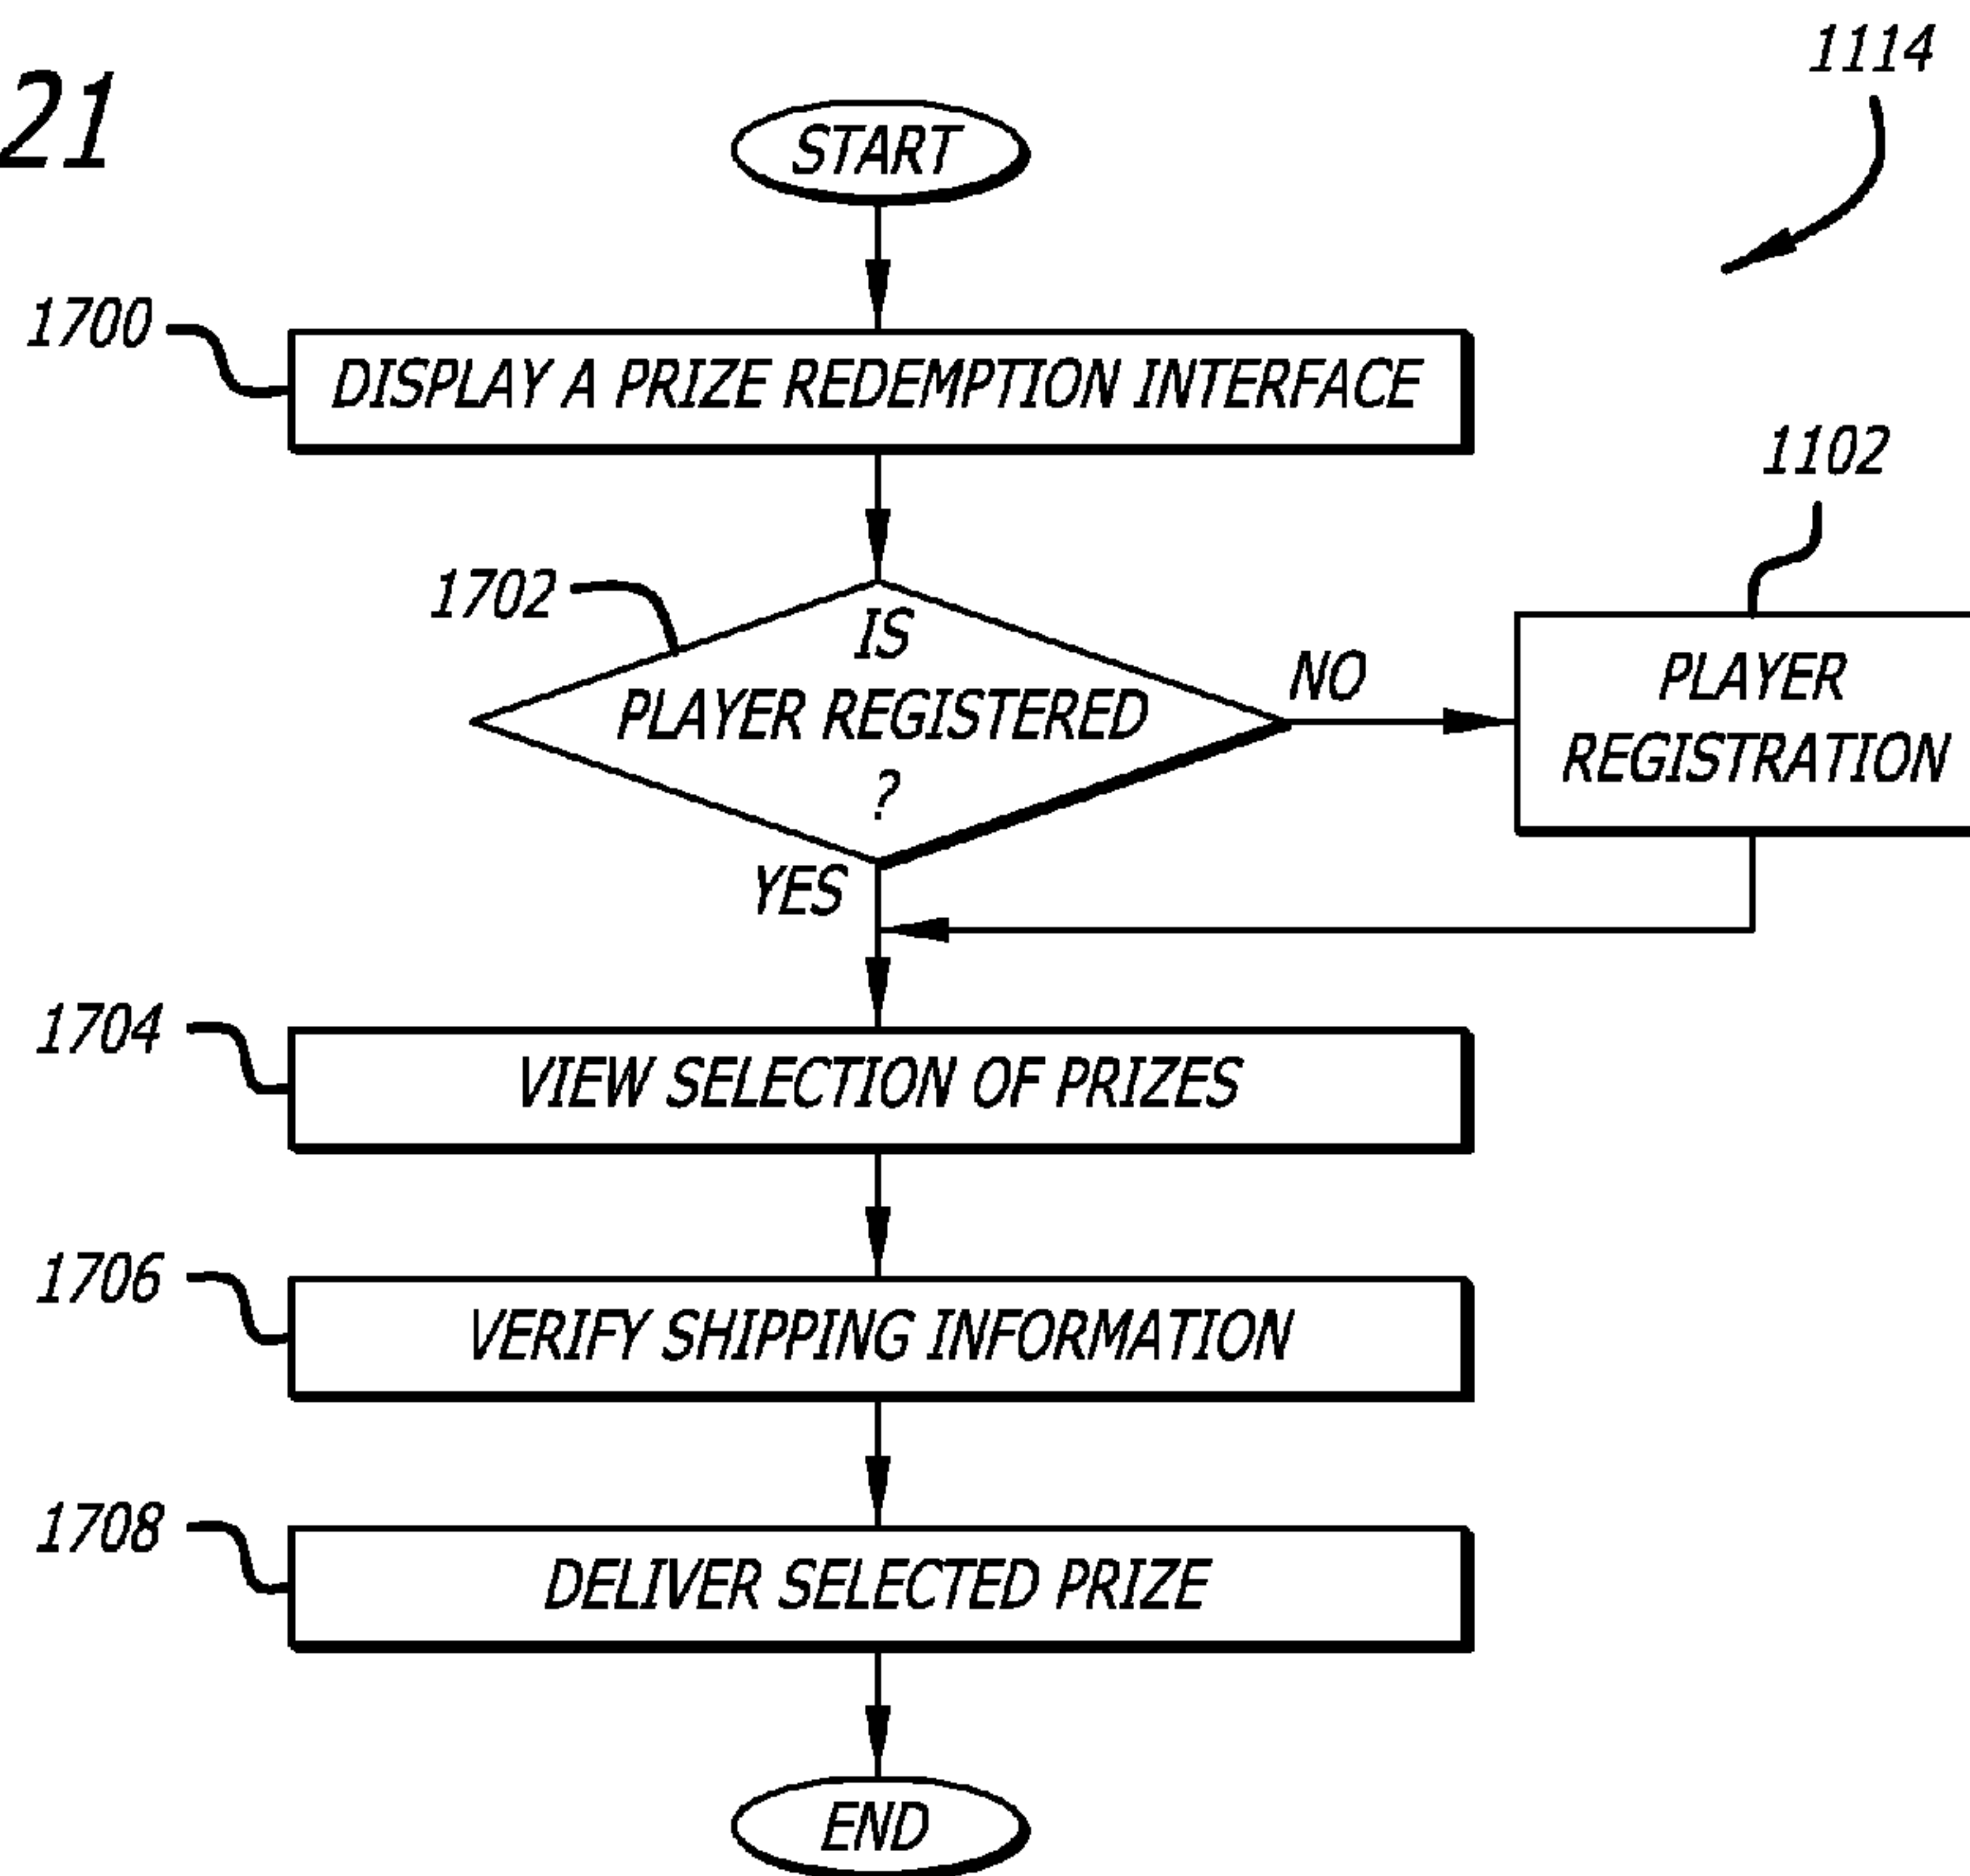 21
1114
START
1700
DISPLAY A PRIZE REDEMPTION INTERFACE
1102
1702
IS
PLAYER REGISTERED
?
NO
PLAYER
REGISTRATION
YES
1704
VIEW SELECTION OF PRIZES
1706
VERIFY SHIPPING INFORMATION
1708
DELIVER SELECTED PRIZE
END